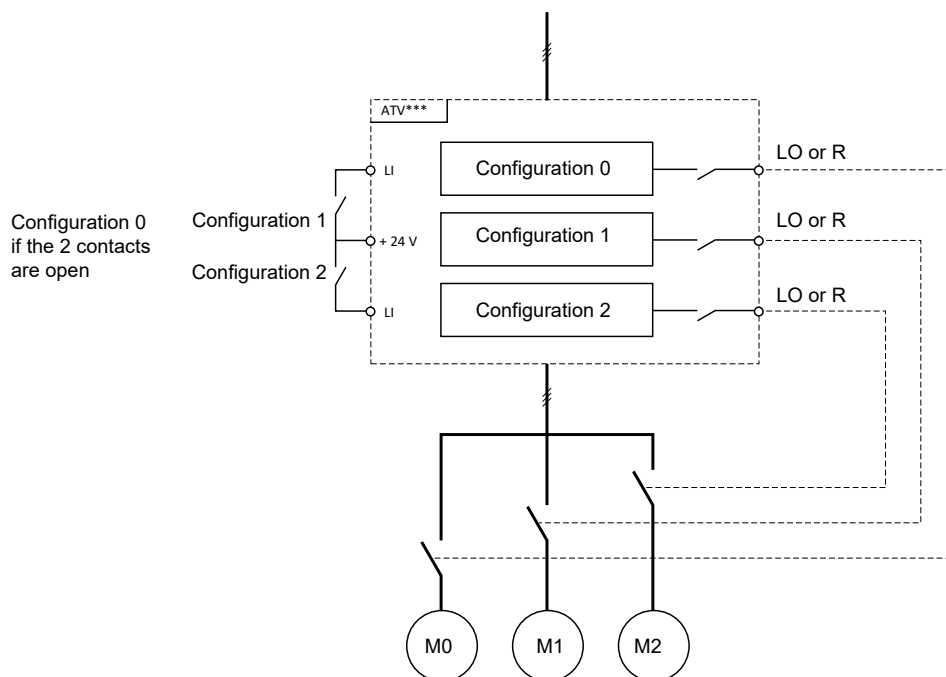 ATV***
LI
Configuration 0
LO or R
Configuration 0
if the 2 contacts
are open
Configuration 1
+ 24 V
Configuration 1
LO or R
Configuration 2
LI
Configuration 2
LO or R
M0
M1
M2